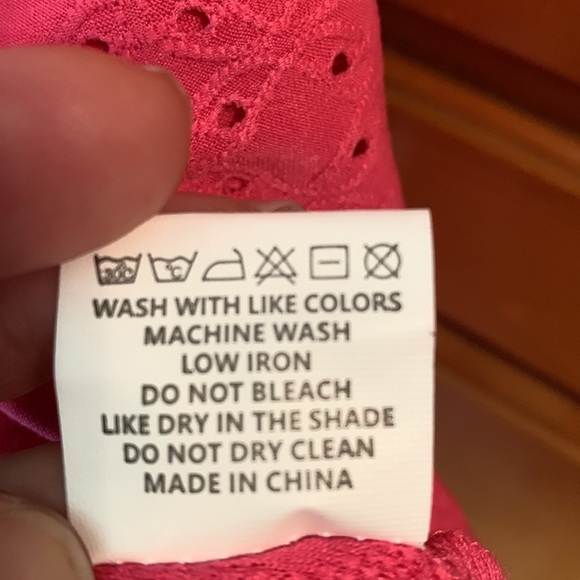 30°C °C
WASH WITH LIKE COLORS
MACHINE WASH
LOW IRON
DO NOT BLEACH
LIKE DRY IN THE SHADE
DO NOT DRY CLEAN
MADE IN CHINA